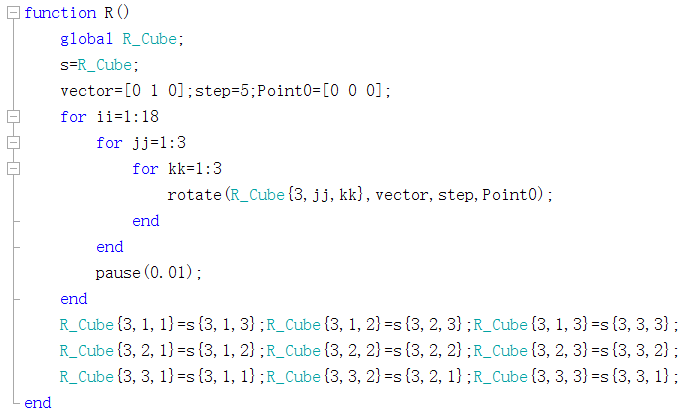 function R()
global R_Cube;
s=R_Cube;
vector=[0 1 0];step=5;Point0=[0 0 0];
for ii=1:18
for jj=1:3
for kk=1:3
rotate(R_Cube{3,jj,kk},vector,step,Point0);
end
end
pause(0.01);
end
R_Cube{3,1,1}=s{3,1,3};R_Cube{3,1,2}=s{3,2,3};R_Cube{3,1,3}=s{3,3,3};
R_Cube{3,2,1}=s{3,1,2};R_Cube{3,2,2}=s{3,2,2};R_Cube{3,2,3}=s{3,3,2};
R_Cube{3,3,1}=s{3,1,1};R_Cube{3,3,2}=s{3,2,1};R_Cube{3,3,3}=s{3,3,1};
end